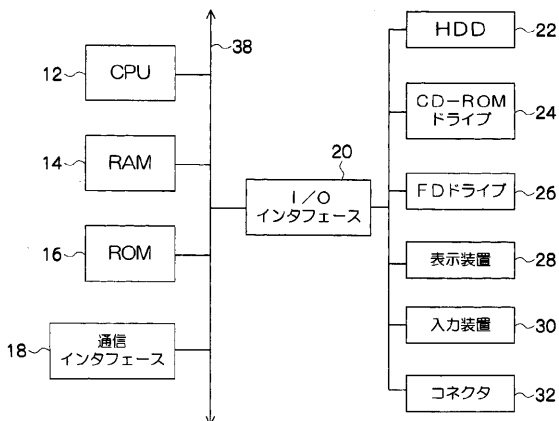 38
12
CPU
14
RAM
16
ROM
18
通信
インタフェース
20
I/O
インタフェース
HDD
22
CD-ROM
ドライブ
24
FDドライブ
26
表示装置
28
入力装置
30
コネクタ
32